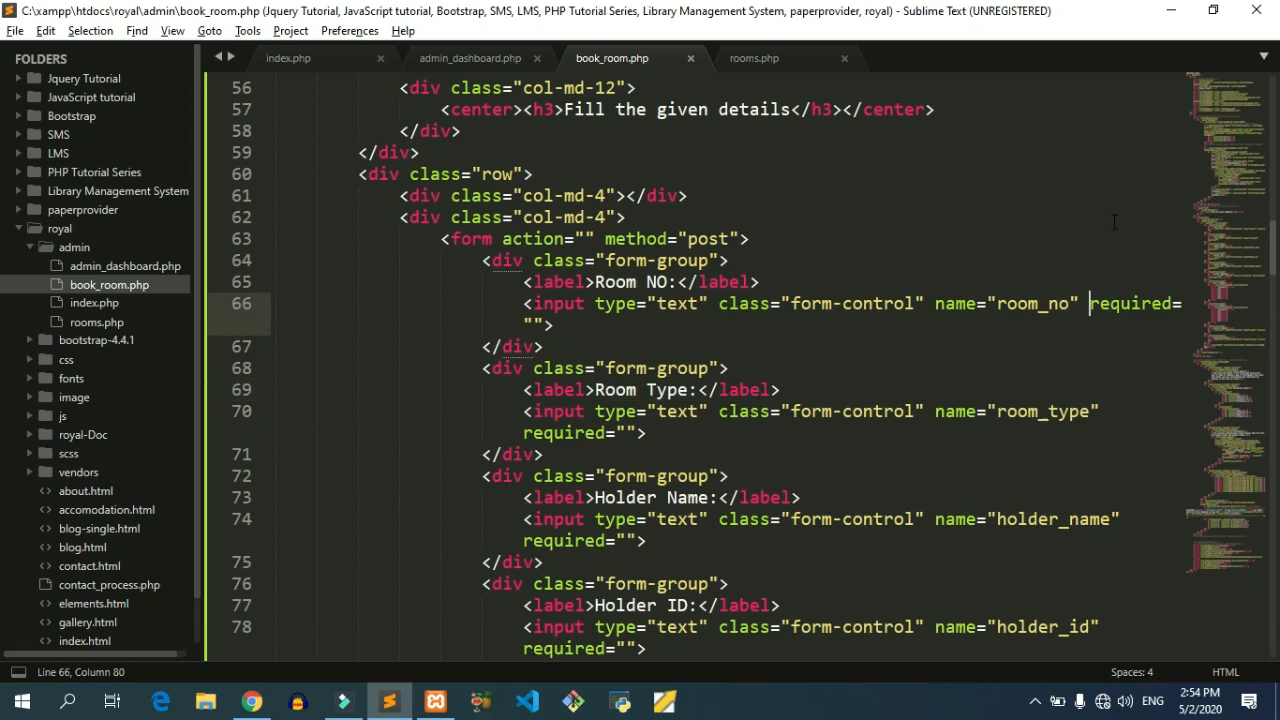 C:\xampp\htdocs\royal\admin\book_room.php (Jquery Tutorial, JavaScript tutorial, Bootstrap, SMS, LMS, PHP Tutorial Series, Library Management System, paperprovider, royal) - Sublime Text (UNREGISTERED)
File Edit Selection Find View Goto Tools Project Preferences Help
FOLDERS
Jquery Tutorial
JavaScript tutorial
Bootstrap
SMS
LMS
PHP Tutorial Series
Library Management System
paperprovider
royal
admin
admin_dashboard.php
book_room.php
index.php
rooms.php
bootstrap-4.4.1
css
fonts
image
js
royal-Doc
scss
vendors
about.html
accomodation.html
blog-single.html
blog.html
contact.html
contact_process.php
elements.html
gallery.html
index.html
index.php admin_dashboard.php book_room.php rooms.php
56 <div class="col-md-12">
57 <center><h3>Fill the given details</h3></center>
58 </div>
59 </div>
60 <div class="row">
61 <div class="col-md-4"></div>
62 <div class="col-md-4">
63 <form action="" method="post">
64 <div class="form-group">
65 <label>Room NO:</label>
66 <input type="text" class="form-control" name="room_no" required=
"">
67 </div>
68 <div class="form-group">
69 <label>Room Type:</label>
70 <input type="text" class="form-control" name="room_type"
required="">
71 </div>
72 <div class="form-group">
73 <label>Holder Name:</label>
74 <input type="text" class="form-control" name="holder_name"
required="">
75 </div>
76 <div class="form-group">
77 <label>Holder ID:</label>
78 <input type="text" class="form-control" name="holder_id"
required="">
Line 66, Column 80 Spaces: 4 HTML
ENG
2:54 PM
5/2/2020